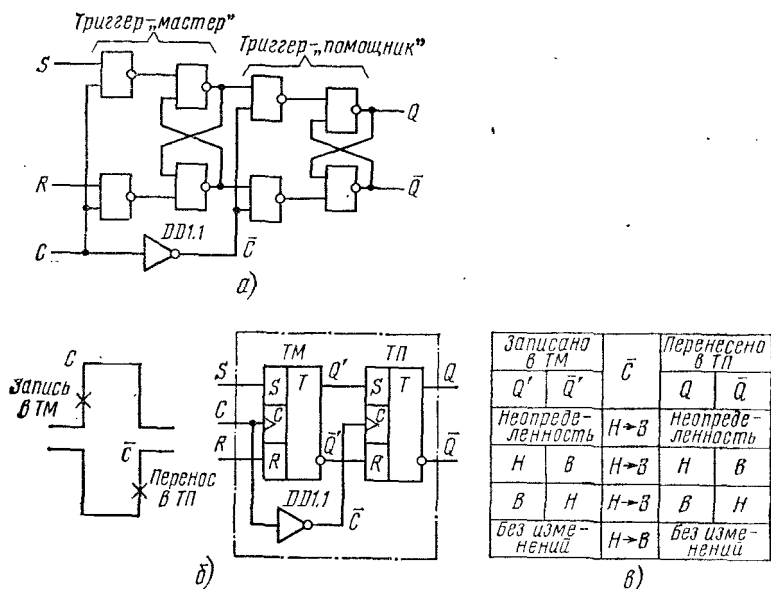 Триггер-„мастер"
Триггер-„помощник"
S
Q
R
Q̄
C
DD1.1
C̄
а)
C
Запись
в ТМ
C̄
Перенос
в ТП
ТМ
ТП
S
S
T
Q'
S
T
Q
C
C
C
R
R
Q̄'
R
Q̄
DD1.1
C̄
б)
Записано
в ТМ
C̄
Перенесено
в ТП
Q'
Q̄'
Q
Q̄
Неопреде-
ленность
Н→В
Неопреде-
ленность
Н
В
Н→В
Н
В
В
Н
Н→В
В
Н
Без изме-
нений
Н→В
Без изме-
нений
в)